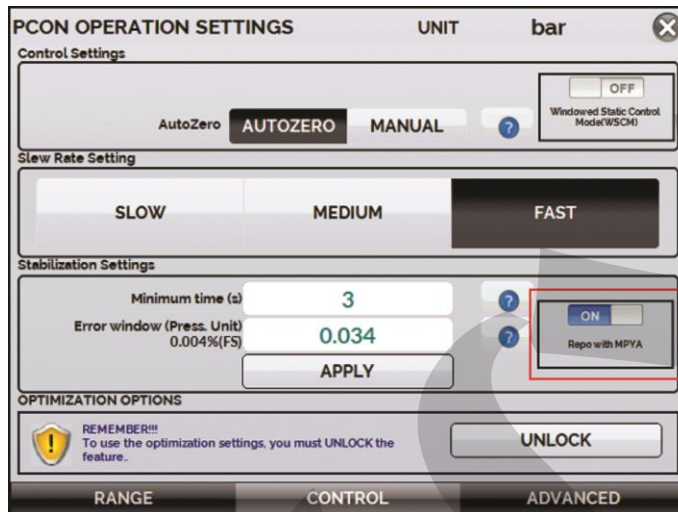 PCON OPERATION SETTINGS UNIT bar
Control Settings
OFF
Windowed Static Control
Mode(WSCM)
AutoZero AUTOZERO MANUAL ?
Slew Rate Setting
SLOW MEDIUM FAST
Stabilization Settings
Minimum time (s) 3 ?
Error window (Press. Unit) 0.034 ?
0.004%(FS)
ON
Repo with MPYA
APPLY
OPTIMIZATION OPTIONS
REMEMBER!!!
To use the optimization settings, you must UNLOCK the
feature..
UNLOCK
RANGE CONTROL ADVANCED